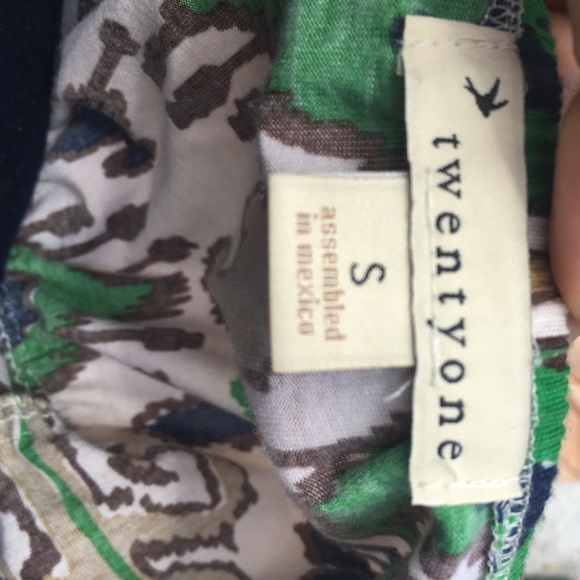 twentyone
S
assembled
in mexico